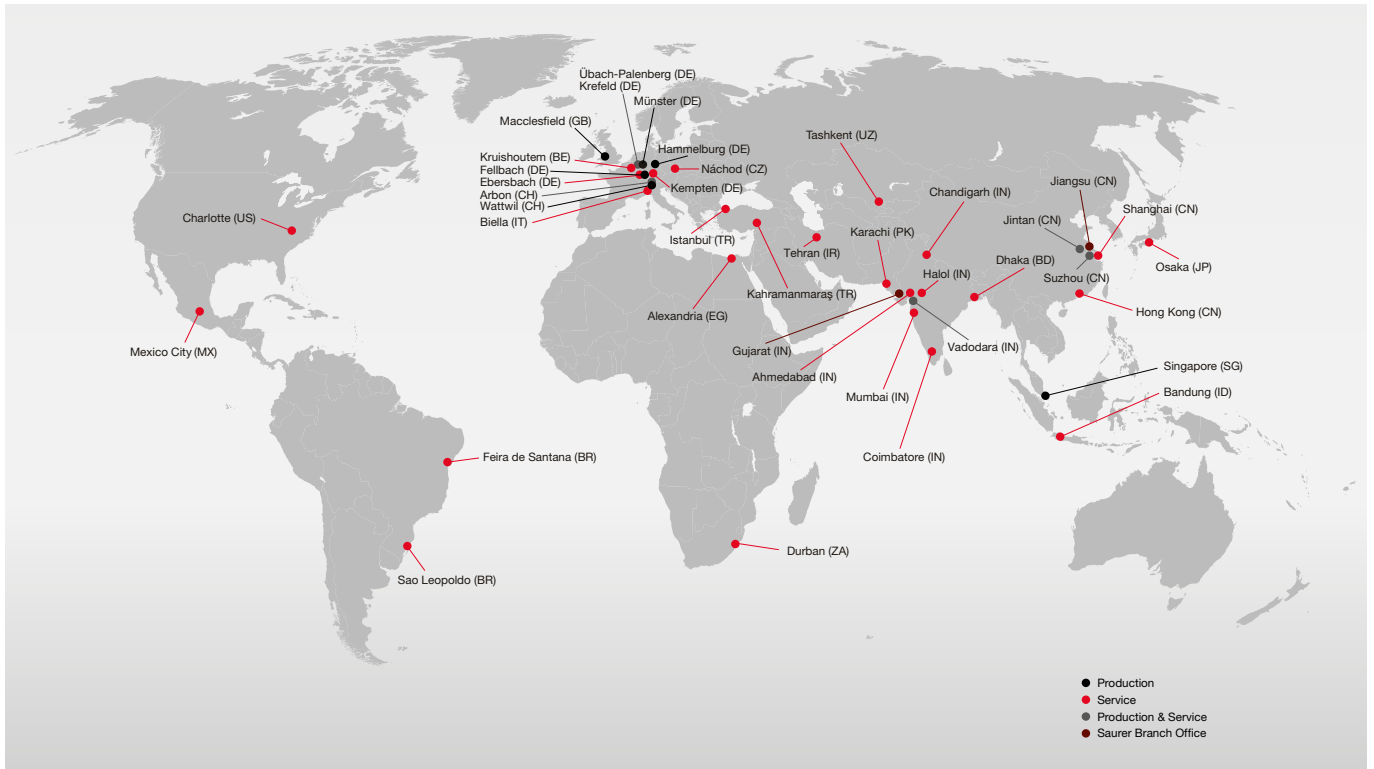 Übach-Palenberg (DE)
Krefeld (DE)
Münster (DE)
Macclesfield (GB)
Hammelburg (DE)
Kruishoutem (BE)
Fellbach (DE)
Ebersbach (DE)
Arbon (CH)
Wattwil (CH)
Biella (IT)
Náchod (CZ)
Kempten (DE)
Tashkent (UZ)
Chandigarh (IN)
Jiangsu (CN)
Shanghai (CN)
Jintan (CN)
Charlotte (US)
Istanbul (TR)
Tehran (IR)
Karachi (PK)
Dhaka (BD)
Osaka (JP)
Halol (IN)
Suzhou (CN)
Kahramanmaraş (TR)
Alexandria (EG)
Hong Kong (CN)
Mexico City (MX)
Gujarat (IN)
Vadodara (IN)
Ahmedabad (IN)
Singapore (SG)
Mumbai (IN)
Bandung (ID)
Feira de Santana (BR)
Coimbatore (IN)
Durban (ZA)
Sao Leopoldo (BR)
Production
Service
Production & Service
Saurer Branch Office